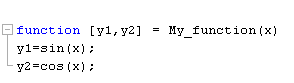 function [y1,y2] = My_function(x)
y1=sin(x);
y2=cos(x);